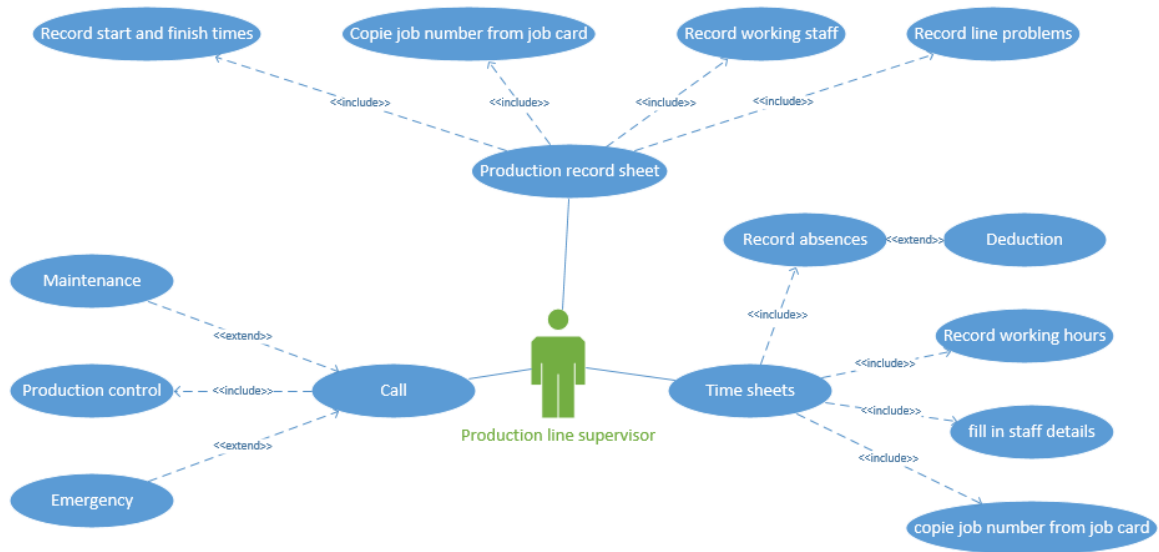 Record start and finish times
Copie job number from job card
Record working staff
Record line problems
<<include>>
<<include>>
<<include>>
<<include>>
Production record sheet
Record absences
<<extend>>
Deduction
Maintenance
<<include>>
<<extend>>
Record working hours
<<include>>
Production control
<<include>>
Call
Time sheets
<<include>>
Production line supervisor
fill in staff details
<<extend>>
<<include>>
Emergency
copie job number from job card